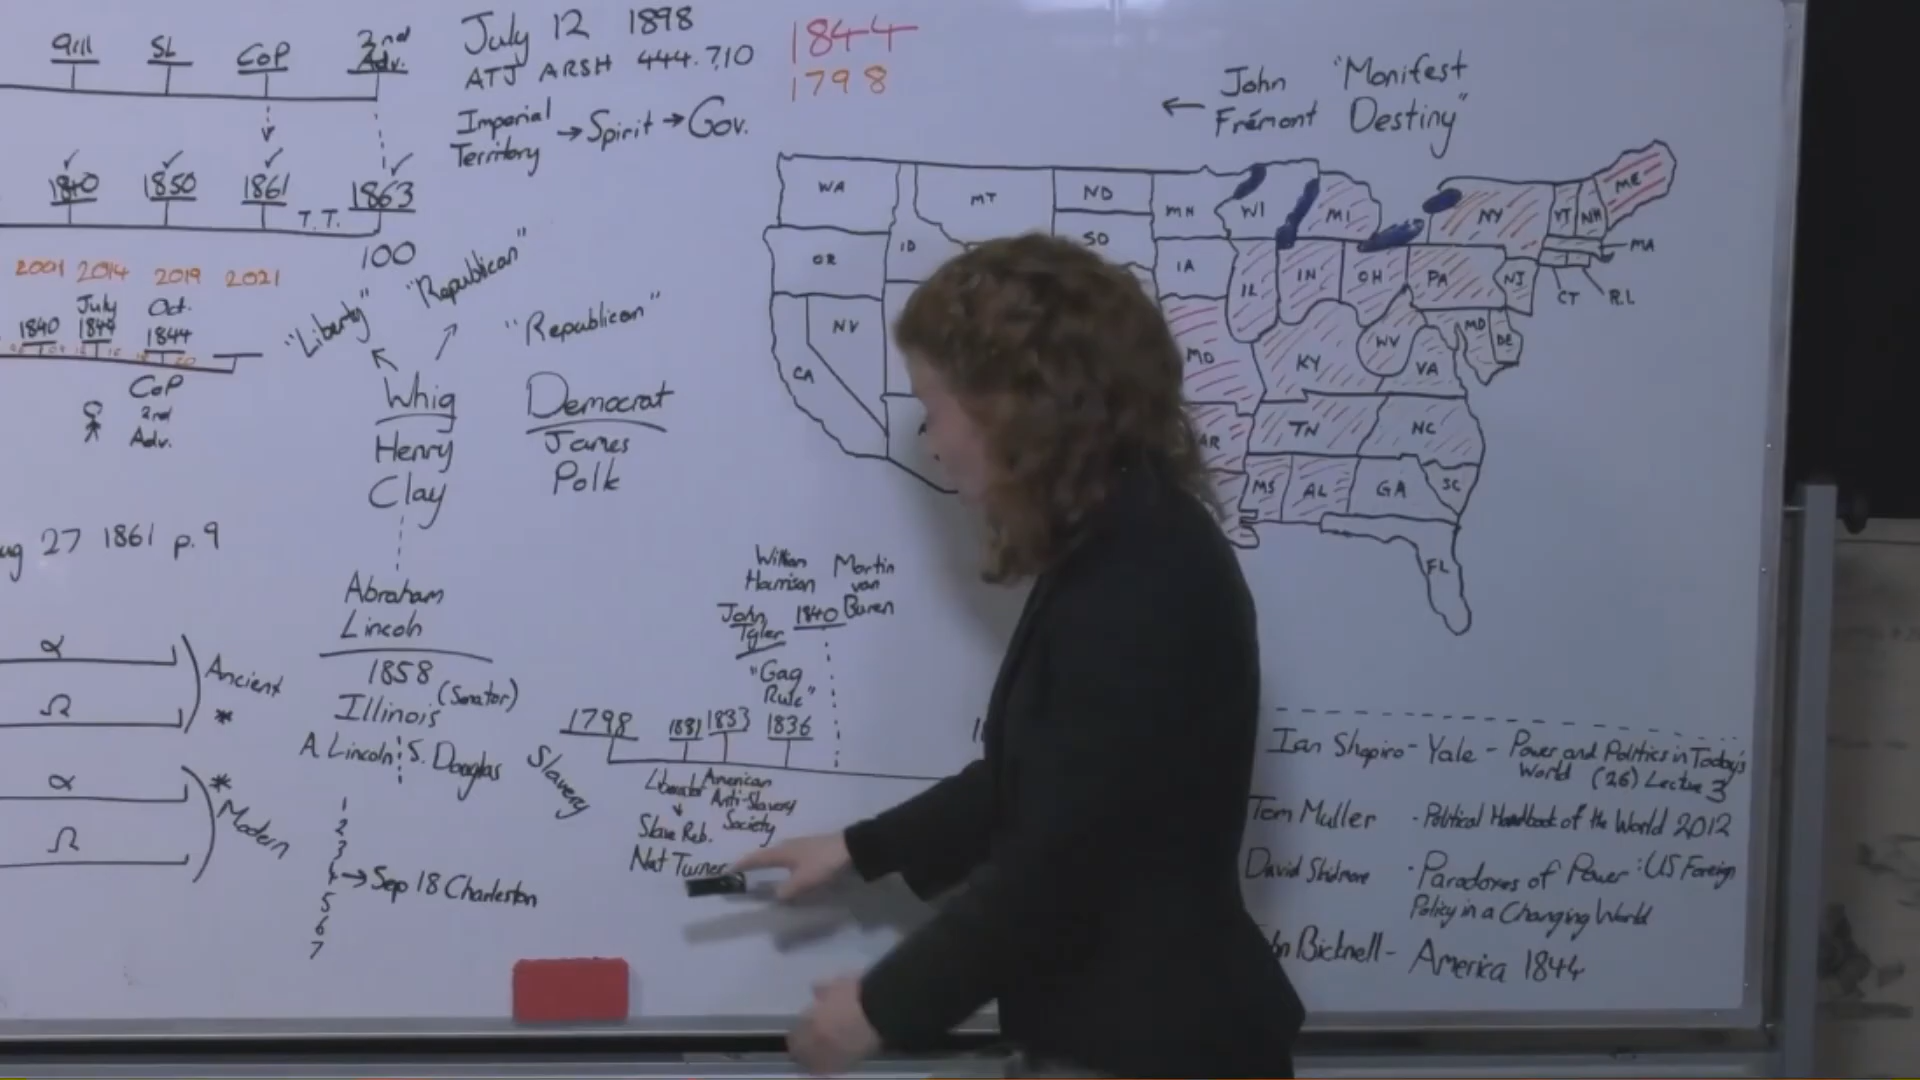 9/11 SL CoP 2nd Adv.
1840 1850 1861 1863
T.T.
100
2001 2014 2019 2021
1840 July 1844 Oct. 1844
CoP
2nd
Adv.
July 12 1898
ATJ ARSH 444.7,10
Imperial Territory → Spirit → Gov.
1844
1798
"Liberty"
"Republican"
Whig
Henry
Clay
"Republican"
Democrat
James
Polk
27 1861 p.9
Abraham
Lincoln
1858
(Senator)
Illinois
A. Lincoln S. Douglas
1
2
3
4 → Sep 18 Charleston
5
6
7
α
Ω
Ancient
*
α
Ω
*
Modern
William
Harrison
Martin
van
Buren
John
Tyler
1840
"Gag
Rule"
1798 1831 1833 1836
Slavery
Liberator
Slave Reb.
Nat Turner
American
Anti-Slavery
Society
← John Frémont
"Manifest
Destiny"
WA MT ND MN WI MI NY VT NH ME
OR ID SD IA IL IN OH PA NJ MA
CT R.I.
NV CA MO KY WV VA MD DE
AR TN NC
MS AL GA SC
FL
Ian Shapiro - Yale - Power and Politics in Today's
World (26) Lecture 3
Tom Muller - Political Handbook of the World 2012
David Skidmore - Paradoxes of Power: US Foreign
Policy in a Changing World
Bicknell - America 1844